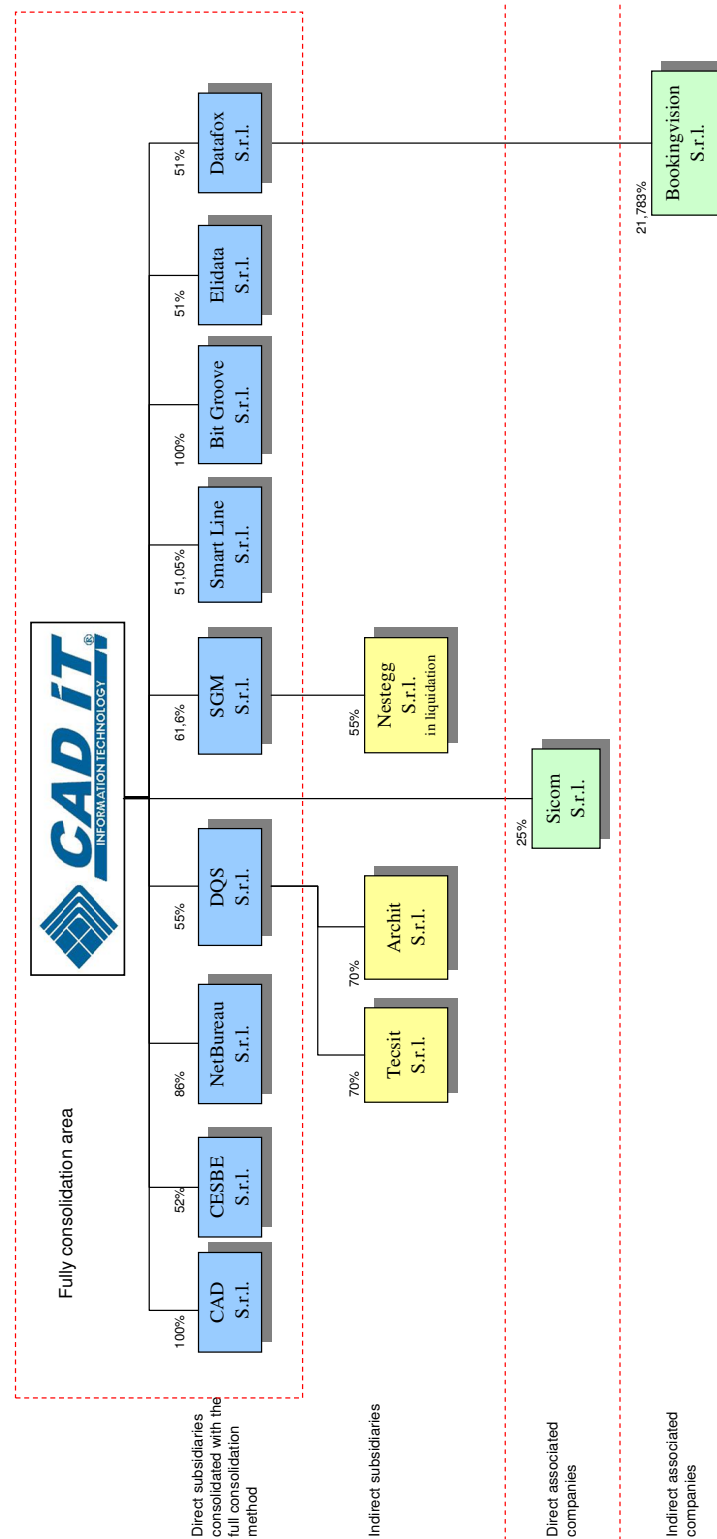 CAD iT®
INFORMATION TECHNOLOGY
Fully consolidation area
Direct subsidiaries
consolidated with the
full consolidation
method
100%
CAD
S.r.l.
52%
CESBE
S.r.l.
86%
NetBureau
S.r.l.
55%
DQS
S.r.l.
61,6%
SGM
S.r.l.
51,05%
Smart Line
S.r.l.
100%
Bit Groove
S.r.l.
51%
Elidata
S.r.l.
51%
Datafox
S.r.l.
Indirect subsidiaries
70%
Tecsit
S.r.l.
70%
Archit
S.r.l.
55%
Nestegg
S.r.l.
in liquidation
Direct associated
companies
25%
Sicom
S.r.l.
Indirect associated
companies
21,783%
Bookingvision
S.r.l.